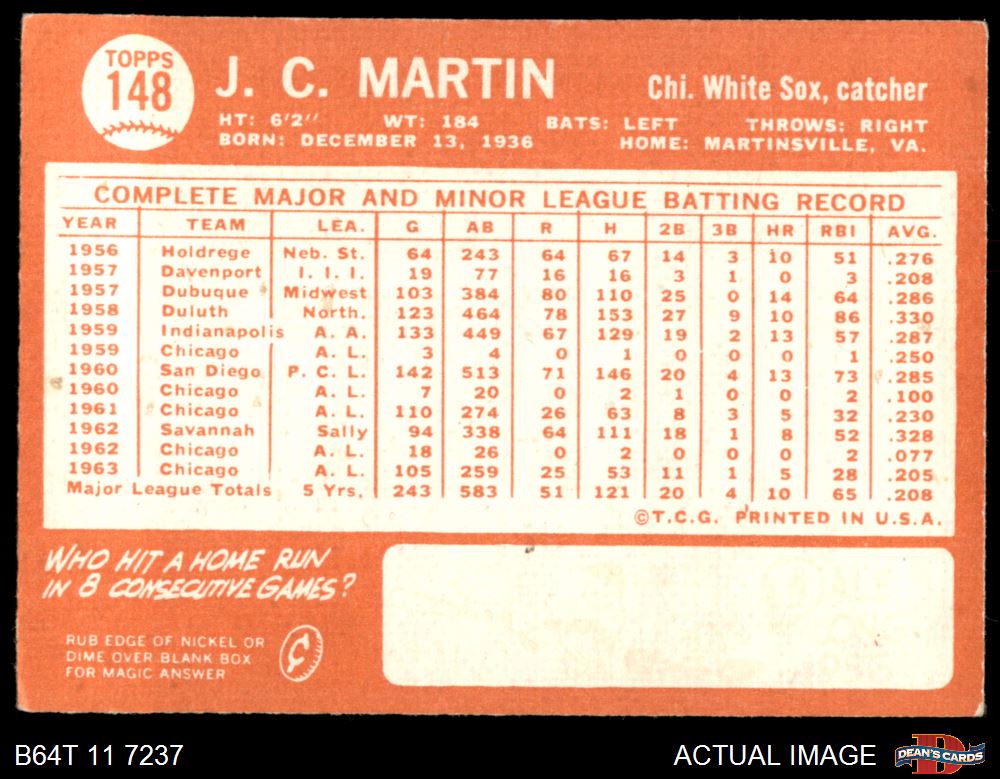 TOPPS
148
J. C. MARTIN
Chi. White Sox, catcher
HT: 6'2" WT: 184 BATS: LEFT THROWS: RIGHT
BORN: DECEMBER 13, 1936 HOME: MARTINSVILLE, VA.
COMPLETE MAJOR AND MINOR LEAGUE BATTING RECORD
YEAR TEAM LEA. G AB R H 2B 3B HR RBI AVG.
1956 Holdrege Neb. St. 64 243 64 67 14 3 10 51 .276
1957 Davenport I. I. I. 19 77 16 16 3 1 0 3 .208
1957 Dubuque Midwest 103 384 80 110 25 0 14 64 .286
1958 Duluth North. 123 464 78 153 27 9 10 86 .330
1959 Indianapolis A. A. 133 449 67 129 19 2 13 57 .287
1959 Chicago A. L. 3 4 0 1 0 0 0 1 .250
1960 San Diego P. C. L. 142 513 71 146 20 4 13 73 .285
1960 Chicago A. L. 7 20 0 2 1 0 0 2 .100
1961 Chicago A. L. 110 274 26 63 8 3 5 32 .230
1962 Savannah Sally 94 338 64 111 18 1 8 52 .328
1962 Chicago A. L. 18 26 0 2 0 0 0 2 .077
1963 Chicago A. L. 105 259 25 53 11 1 5 28 .205
Major League Totals 5 Yrs. 243 583 51 121 20 4 10 65 .208
©T.C.G. PRINTED IN U.S.A.
WHO HIT A HOME RUN
IN 8 CONSECUTIVE GAMES?
RUB EDGE OF NICKEL OR
DIME OVER BLANK BOX
FOR MAGIC ANSWER
¢
B64T 11 7237
ACTUAL IMAGE
DEAN'S CARDS